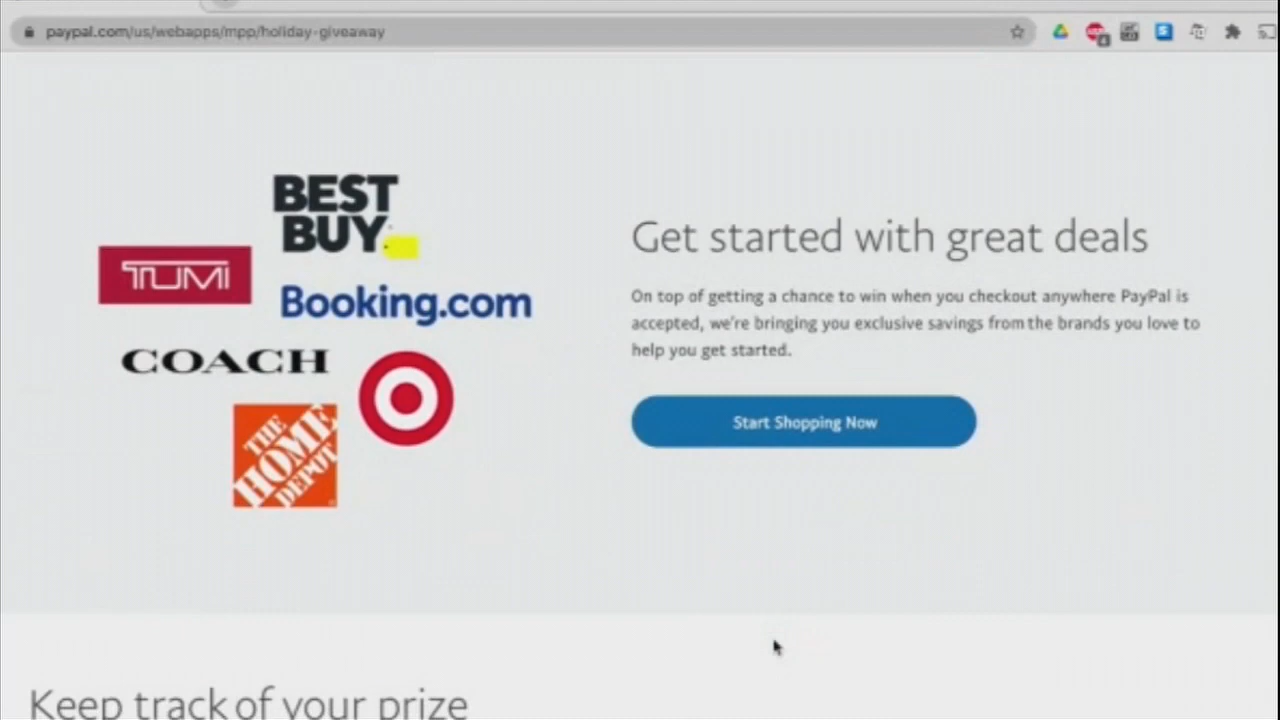 paypal.com/us/webapps/mpp/holiday-giveaway
BEST
BUY
TUMI
Booking.com
COACH
THE
HOME
DEPOT
Get started with great deals
On top of getting a chance to win when you checkout anywhere PayPal is
accepted, we're bringing you exclusive savings from the brands you love to
help you get started.
Start Shopping Now
Keep track of your prize